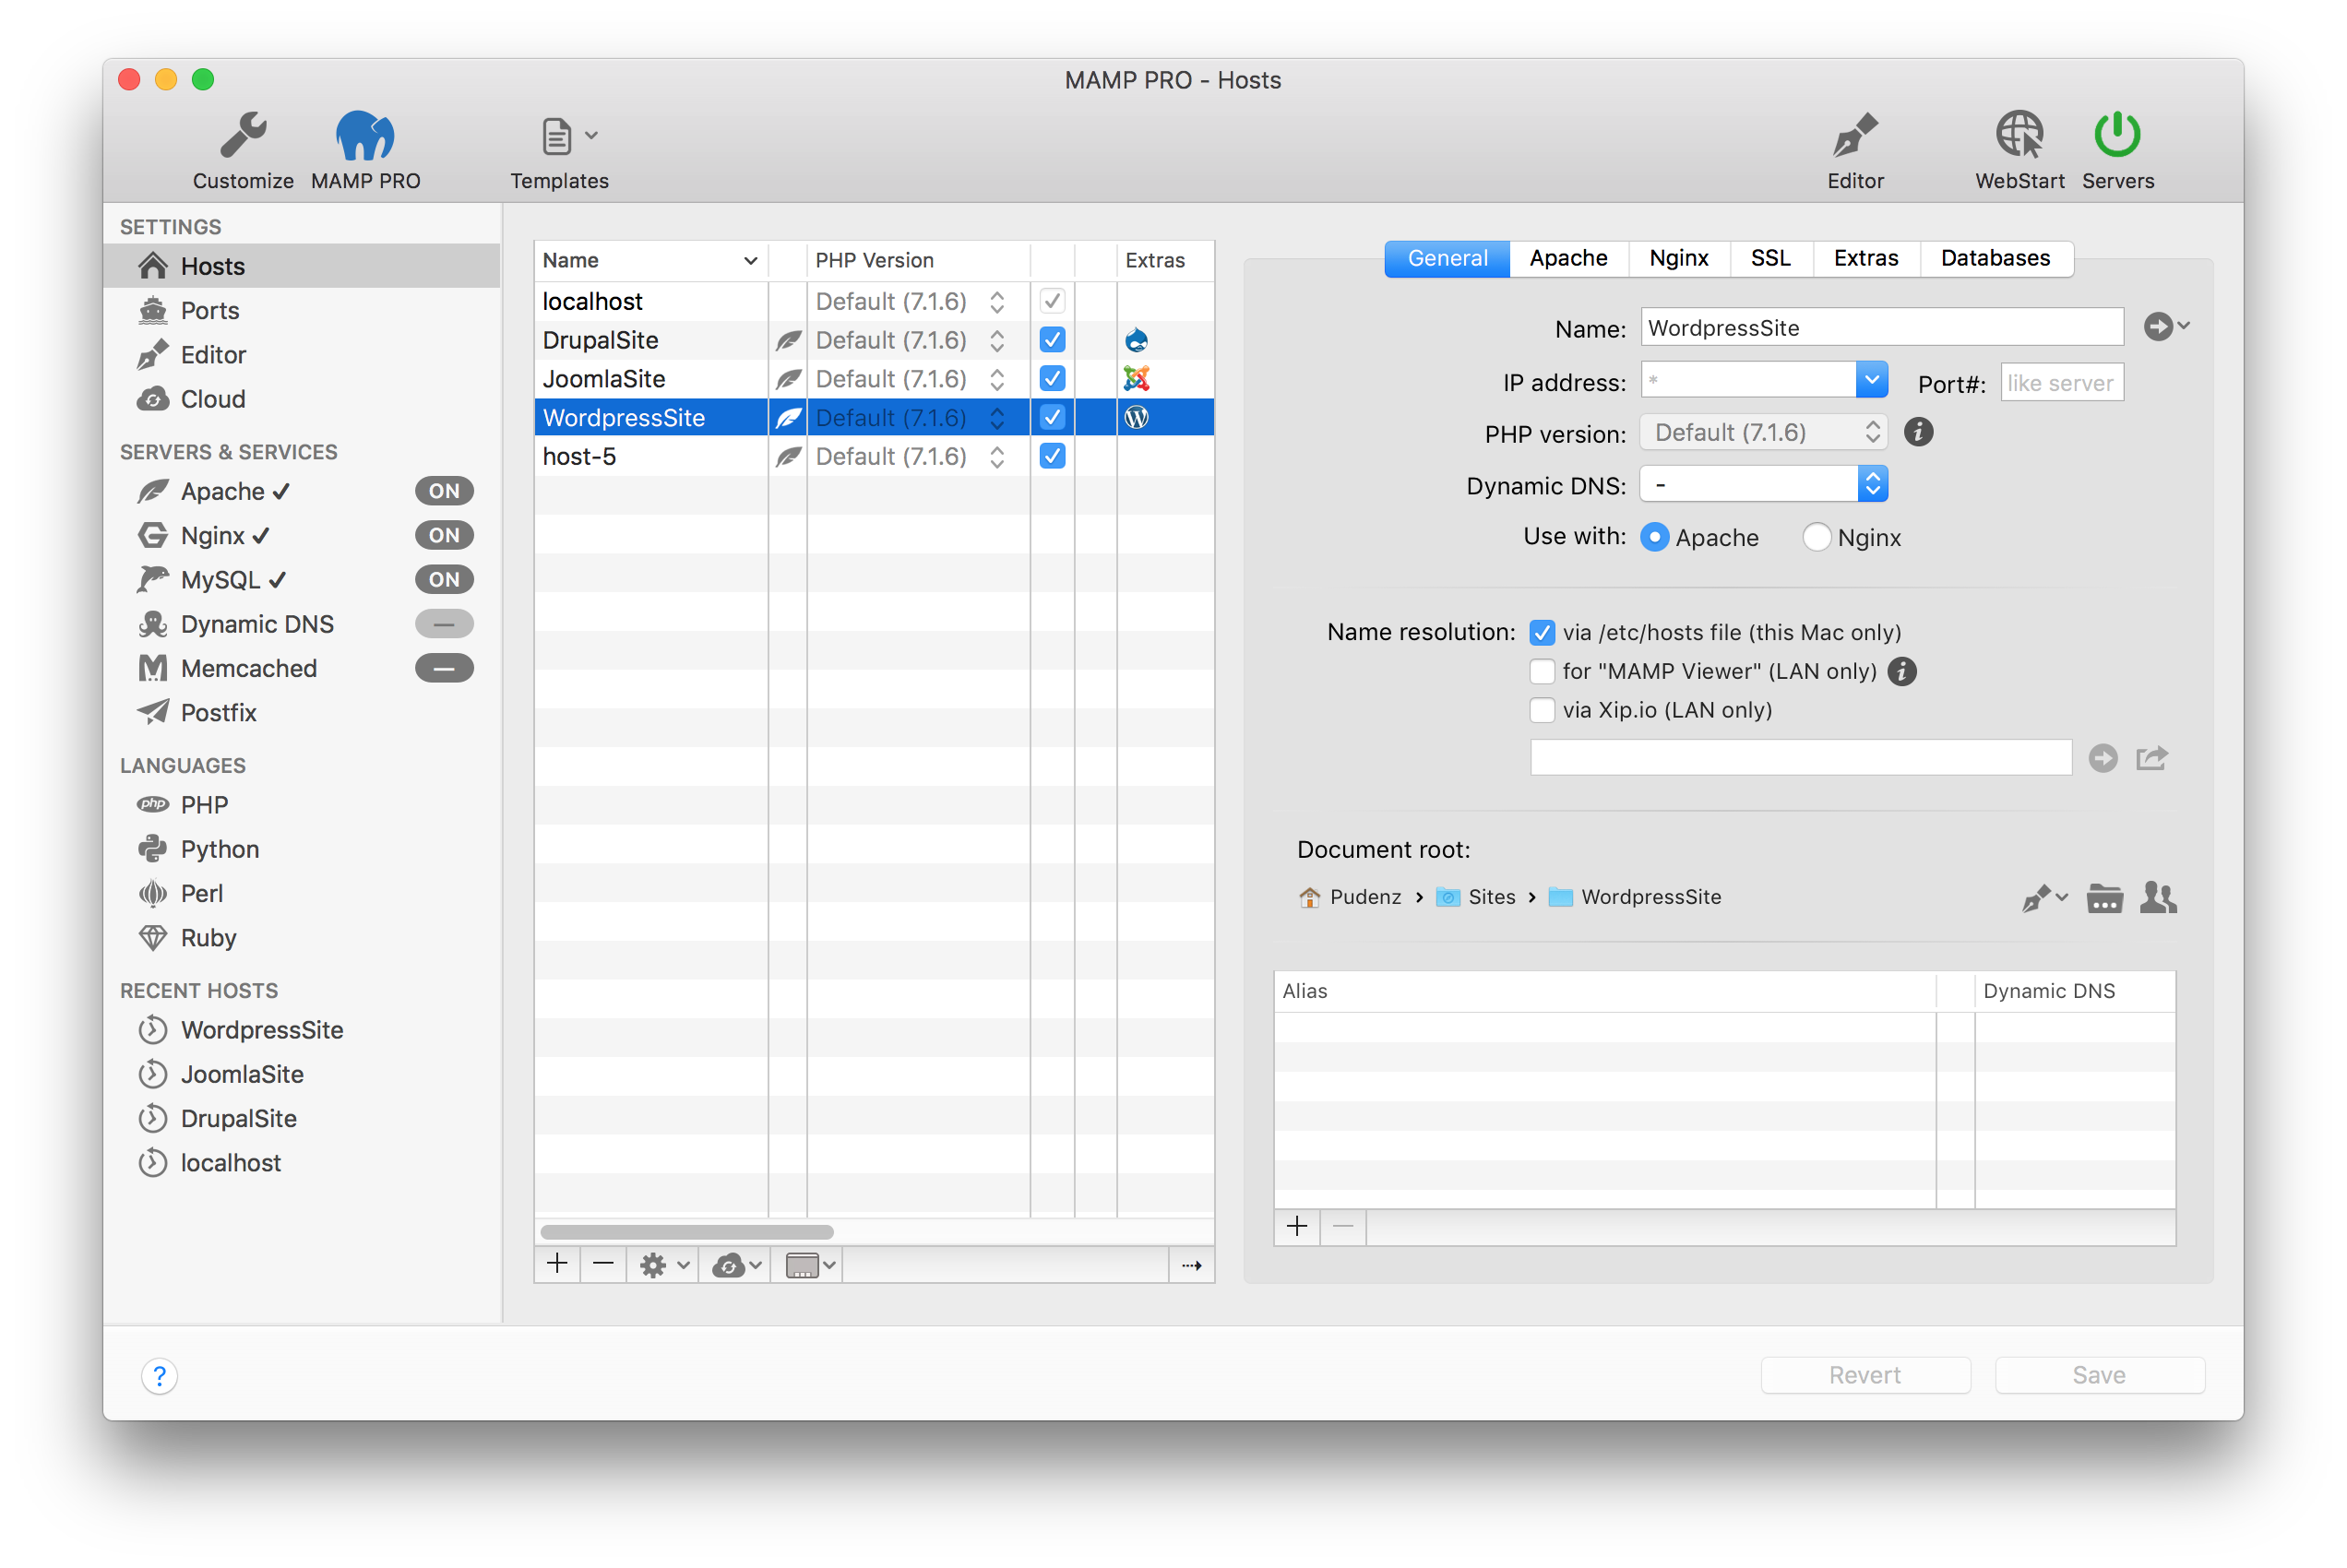 MAMP PRO - Hosts
Customize
MAMP PRO
Templates
Editor
WebStart
Servers
SETTINGS
Hosts
Ports
Editor
Cloud
SERVERS & SERVICES
Apache ✓ ON
Nginx ✓ ON
MySQL ✓ ON
Dynamic DNS —
Memcached —
Postfix
LANGUAGES
php PHP
Python
Perl
Ruby
RECENT HOSTS
WordpressSite
JoomlaSite
DrupalSite
localhost
Name PHP Version Extras
localhost Default (7.1.6)
DrupalSite Default (7.1.6)
JoomlaSite Default (7.1.6)
WordpressSite Default (7.1.6)
host-5 Default (7.1.6)
General Apache Nginx SSL Extras Databases
Name: WordpressSite
IP address: * Port#: like server
PHP version: Default (7.1.6)
Dynamic DNS: -
Use with: Apache Nginx
Name resolution: via /etc/hosts file (this Mac only)
for "MAMP Viewer" (LAN only)
via Xip.io (LAN only)
Document root:
Pudenz › Sites › WordpressSite
Alias Dynamic DNS
?
Revert
Save